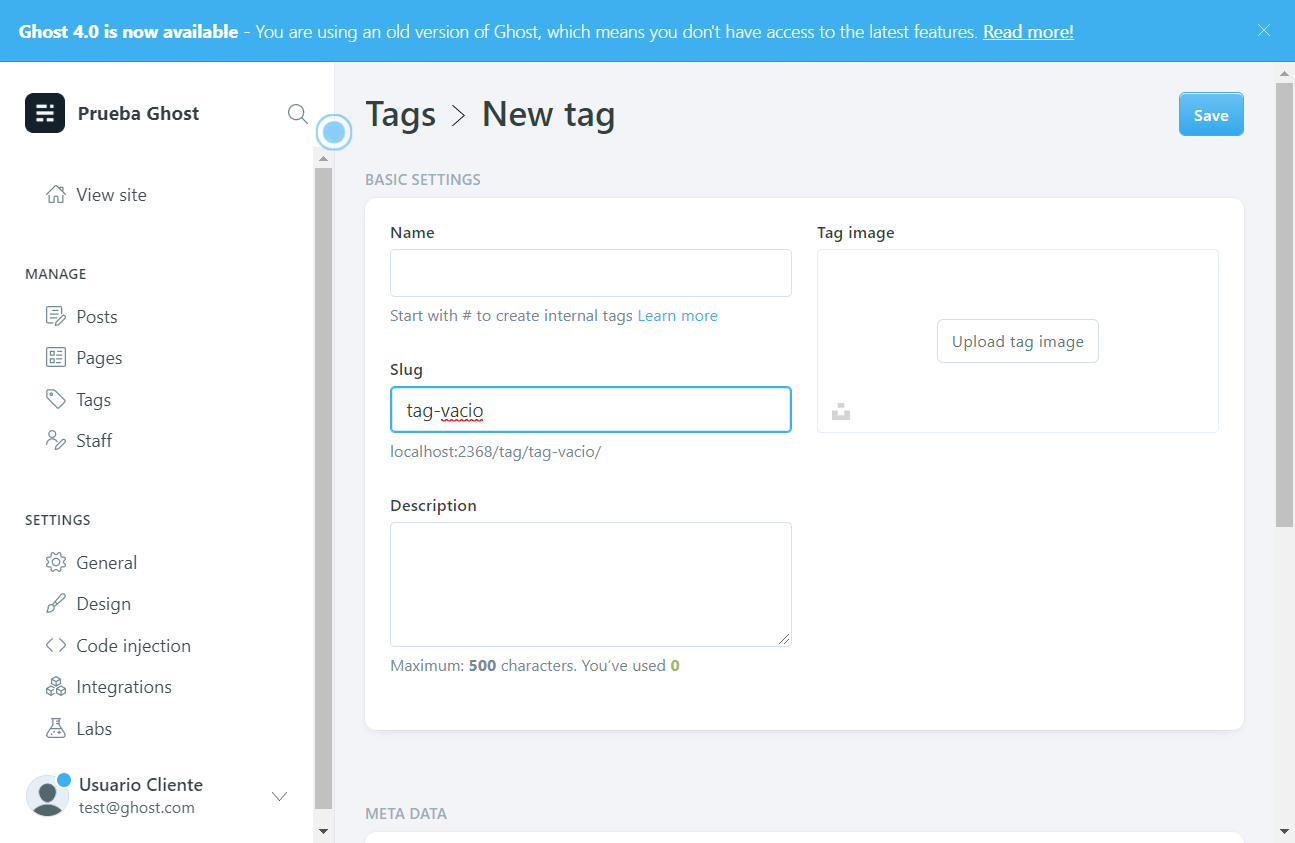 Ghost 4.0 is now available - You are using an old version of Ghost, which means you don't have access to the latest features. Read more!
Prueba Ghost
View site
MANAGE
Posts
Pages
Tags
Staff
SETTINGS
General
Design
Code injection
Integrations
Labs
Usuario Cliente
test@ghost.com
Tags > New tag
Save
BASIC SETTINGS
Name
Start with # to create internal tags Learn more
Slug
tag-vacio
localhost:2368/tag/tag-vacio/
Description
Maximum: 500 characters. You’ve used 0
Tag image
Upload tag image
META DATA